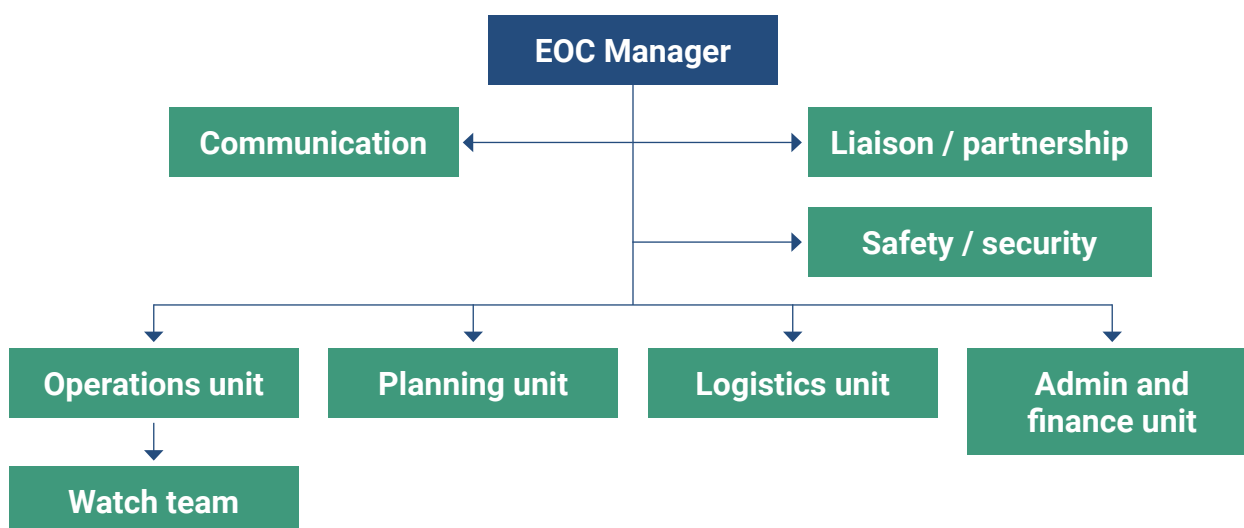 EOC Manager
Communication
Liaison / partnership
Safety / security
Operations unit
Planning unit
Logistics unit
Admin and
finance unit
Watch team